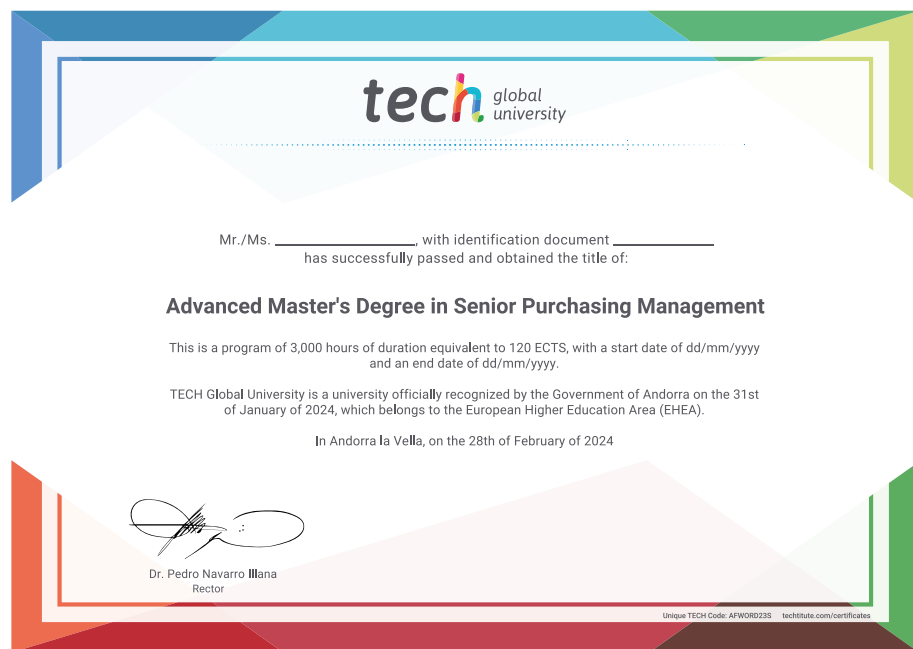 tech global university
Mr./Ms. ____________________, with identification document ______________
has successfully passed and obtained the title of:
Advanced Master's Degree in Senior Purchasing Management
This is a program of 3,000 hours of duration equivalent to 120 ECTS, with a start date of dd/mm/yyyy
and an end date of dd/mm/yyyy.
TECH Global University is a university officially recognized by the Government of Andorra on the 31st
of January of 2024, which belongs to the European Higher Education Area (EHEA).
In Andorra la Vella, on the 28th of February of 2024
Dr. Pedro Navarro Illana
Rector
Unique TECH Code: AFWORD23S techtitute.com/certificates